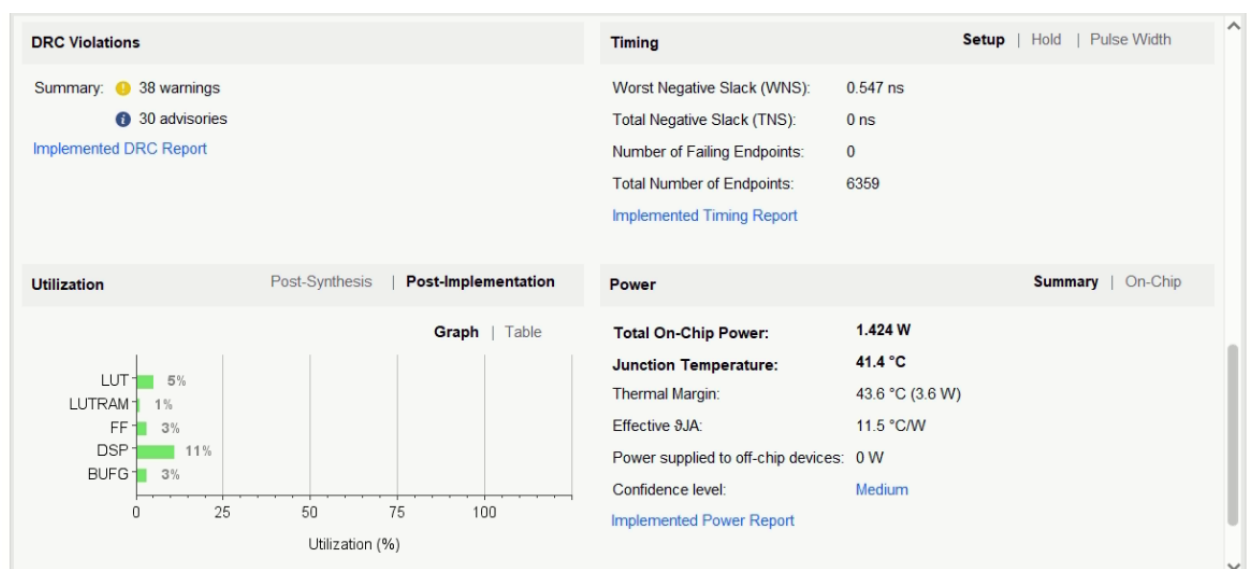 DRC Violations
Summary: 38 warnings
30 advisories
Implemented DRC Report
Timing
Setup | Hold | Pulse Width
Worst Negative Slack (WNS): 0.547 ns
Total Negative Slack (TNS): 0 ns
Number of Failing Endpoints: 0
Total Number of Endpoints: 6359
Implemented Timing Report
Utilization
Post-Synthesis | Post-Implementation
Graph | Table
LUT 5%
LUTRAM 1%
FF 3%
DSP 11%
BUFG 3%
0 25 50 75 100
Utilization (%)
Power
Summary | On-Chip
Total On-Chip Power: 1.424 W
Junction Temperature: 41.4 °C
Thermal Margin: 43.6 °C (3.6 W)
Effective ϑJA: 11.5 °C/W
Power supplied to off-chip devices: 0 W
Confidence level: Medium
Implemented Power Report